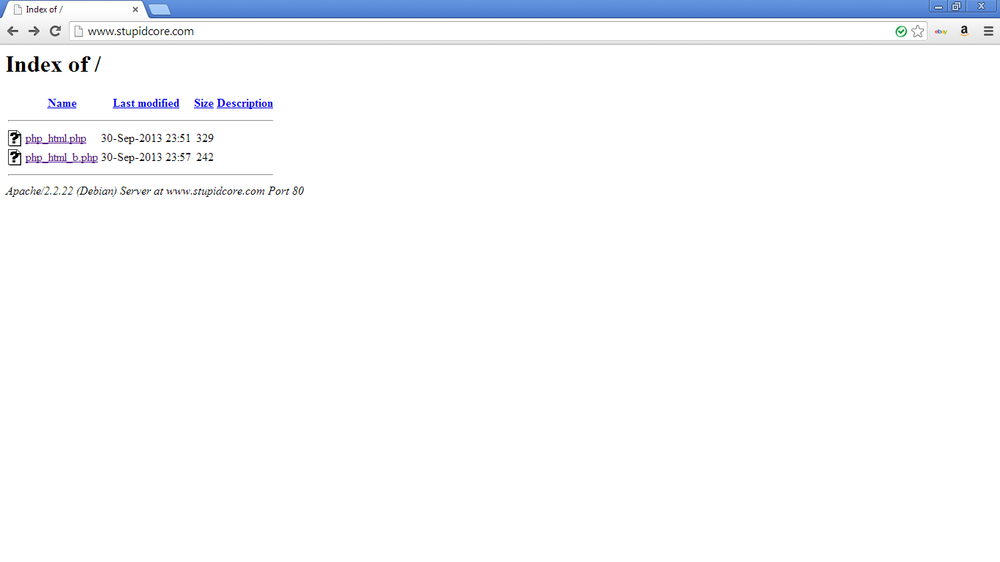 Index of /
www.stupidcore.com
ebay
a
Index of /
Name Last modified Size Description
? php_html.php 30-Sep-2013 23:51 329
? php_html_b.php 30-Sep-2013 23:57 242
Apache/2.2.22 (Debian) Server at www.stupidcore.com Port 80